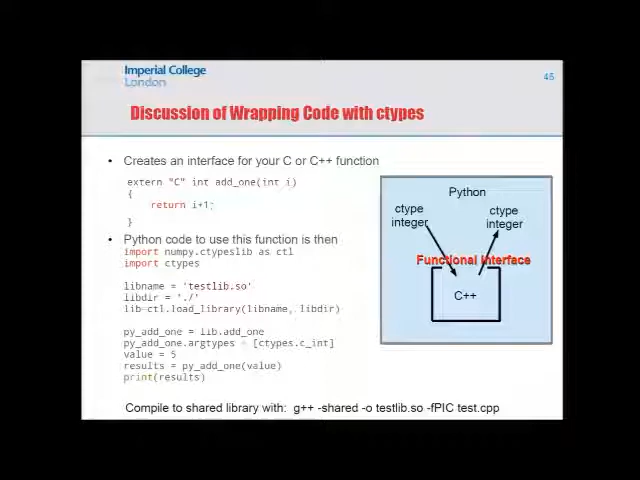 Imperial College
London
45
Discussion of Wrapping Code with ctypes
• Creates an interface for your C or C++ function
extern "C" int add_one(int i)
{
return i+1;
}
• Python code to use this function is then
import numpy.ctypeslib as ctl
import ctypes
libname = 'testlib.so'
libdir = './'
lib=ctl.load_library(libname, libdir)
py_add_one = lib.add_one
py_add_one.argtypes = [ctypes.c_int]
value = 5
results = py_add_one(value)
print(results)
Python
ctype
integer
ctype
integer
Functional Interface
C++
Compile to shared library with: g++ -shared -o testlib.so -fPIC test.cpp